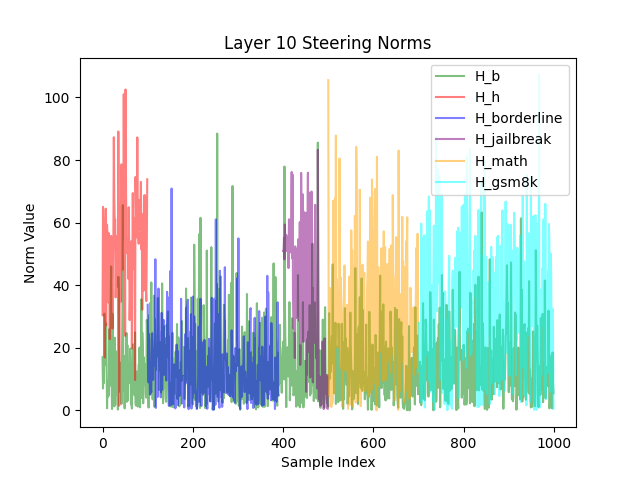 Layer 10 Steering Norms
Norm Value
100
80
60
40
20
0
0
200
400
600
800
1000
Sample Index
H_b
H_h
H_borderline
H_jailbreak
H_math
H_gsm8k